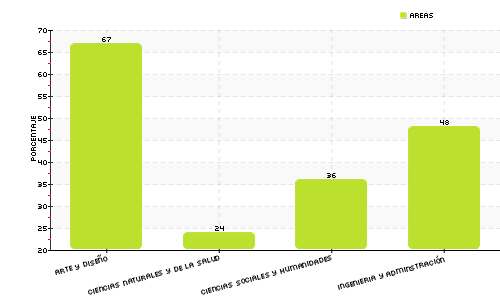 AREAS
PORCENTAJE
70
65
60
55
50
45
40
35
30
25
20
67
24
36
48
ARTE Y DISEÑO
CIENCIAS NATURALES Y DE LA SALUD
CIENCIAS SOCIALES Y HUMANIDADES
INGENIERIA Y ADMINSTRACIÓN